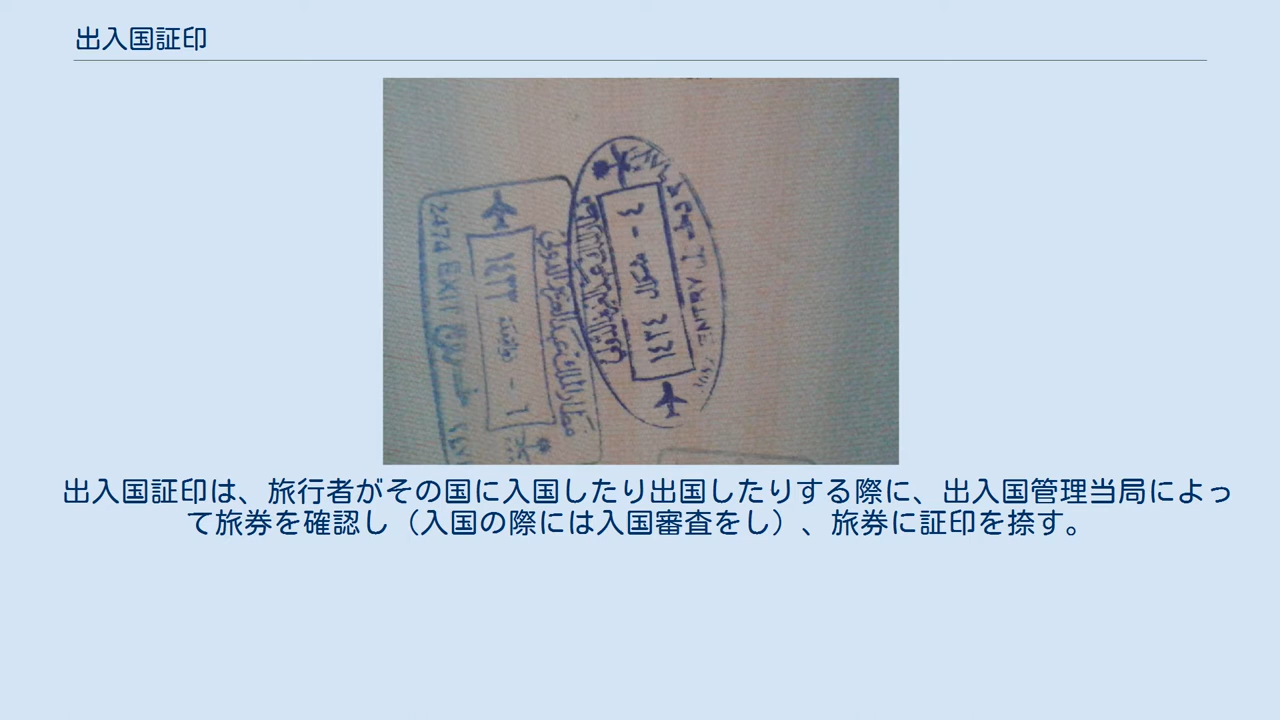 出入国証印
2474 EXIT خروج
١٤٣٣
ENTRY
١٤٣٤
出入国証印は、旅行者がその国に入国したり出国したりする際に、出入国管理当局によっ
て旅券を確認し（入国の際には入国審査をし）、旅券に証印を捺す。